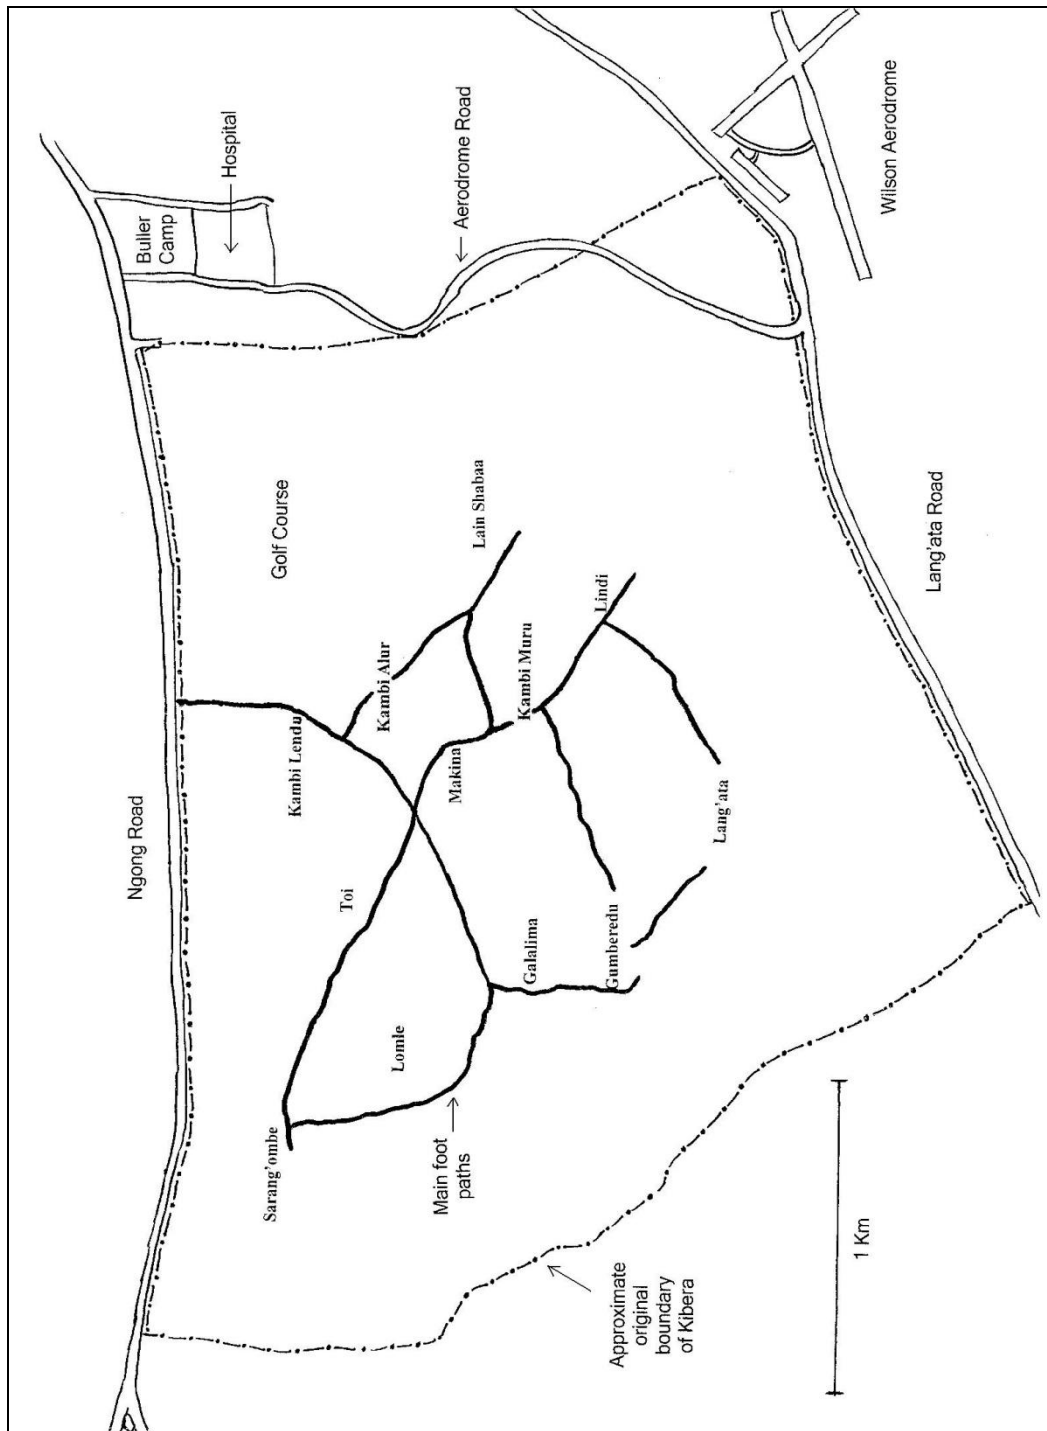 Ngong Road
Buller
Camp
Hospital
Aerodrome Road
Wilson Aerodrome
Golf Course
Lang'ata Road
Sarang'ombe
Toi
Kambi Lendu
Kambi Alur
Lain Shabaa
Lomle
Makina
Kambi Muru
Lindi
Galalima
Gumberedu
Lang'ata
Main foot
paths
Approximate
original
boundary
of Kibera
1 Km